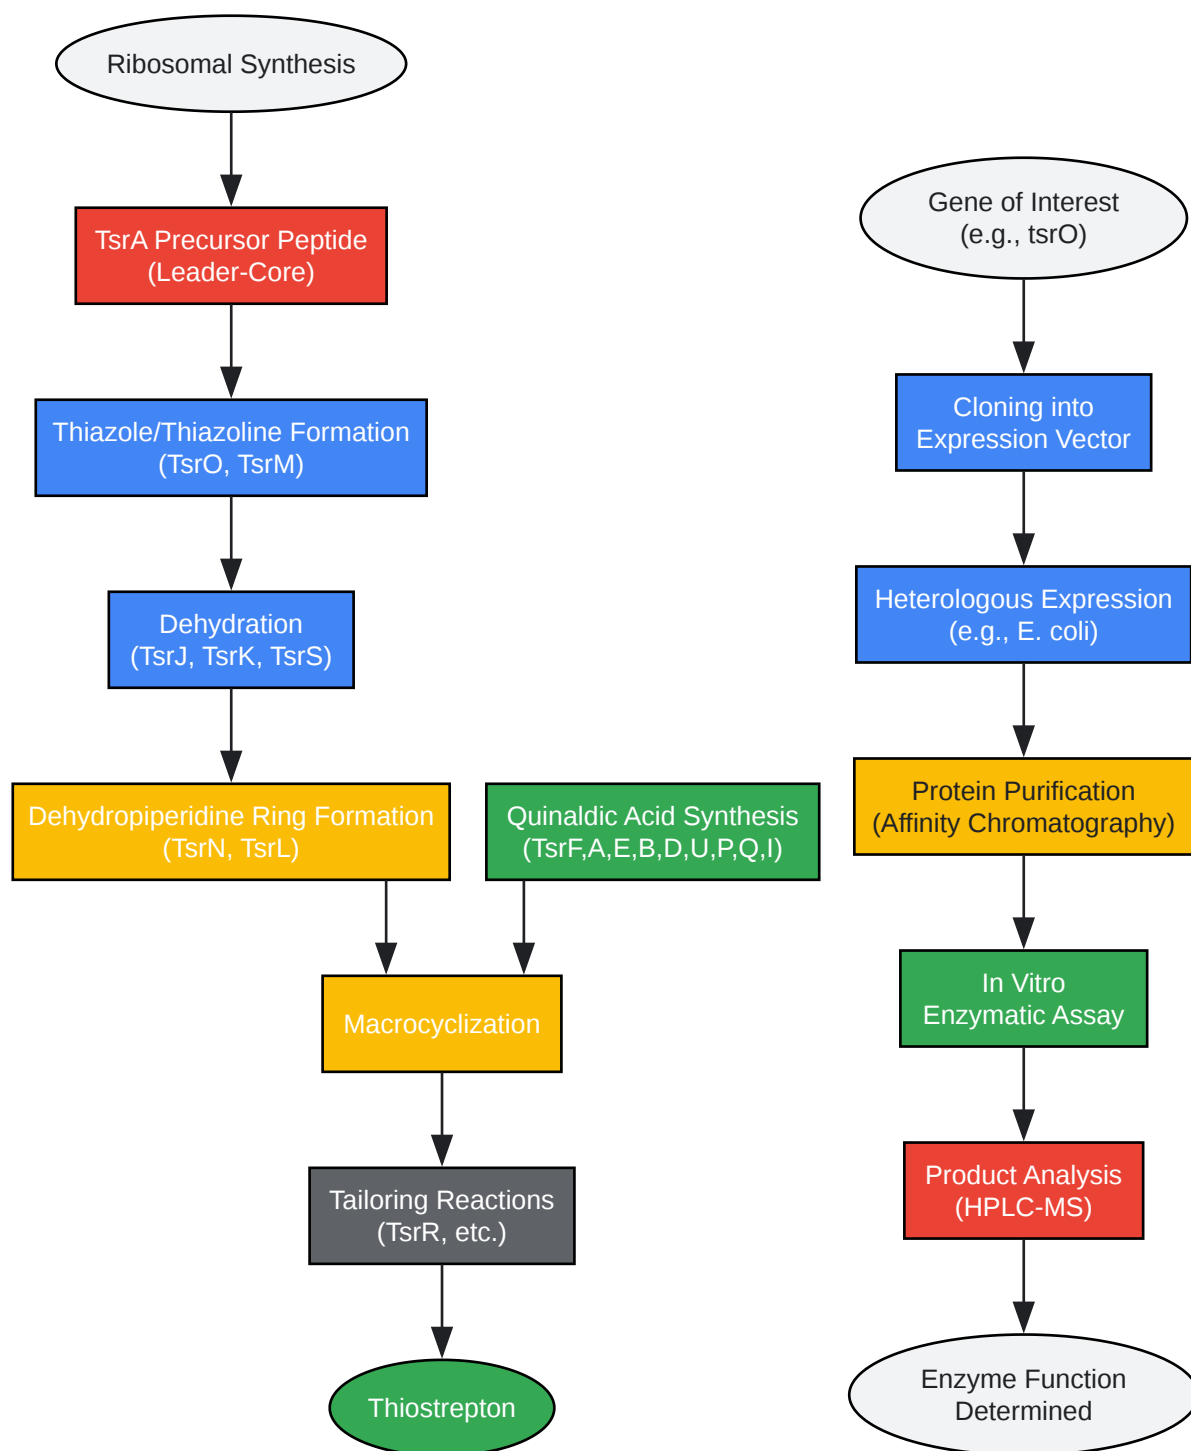 Ribosomal Synthesis
TsrA Precursor Peptide
(Leader-Core)
Thiazole/Thiazoline Formation
(TsrO, TsrM)
Dehydration
(TsrJ, TsrK, TsrS)
Dehydropiperidine Ring Formation
(TsrN, TsrL)
Quinaldic Acid Synthesis
(TsrF,A,E,B,D,U,P,Q,I)
Macrocyclization
Tailoring Reactions
(TsrR, etc.)
Thiostrepton
Gene of Interest
(e.g., tsrO)
Cloning into
Expression Vector
Heterologous Expression
(e.g., E. coli)
Protein Purification
(Affinity Chromatography)
In Vitro
Enzymatic Assay
Product Analysis
(HPLC-MS)
Enzyme Function
Determined